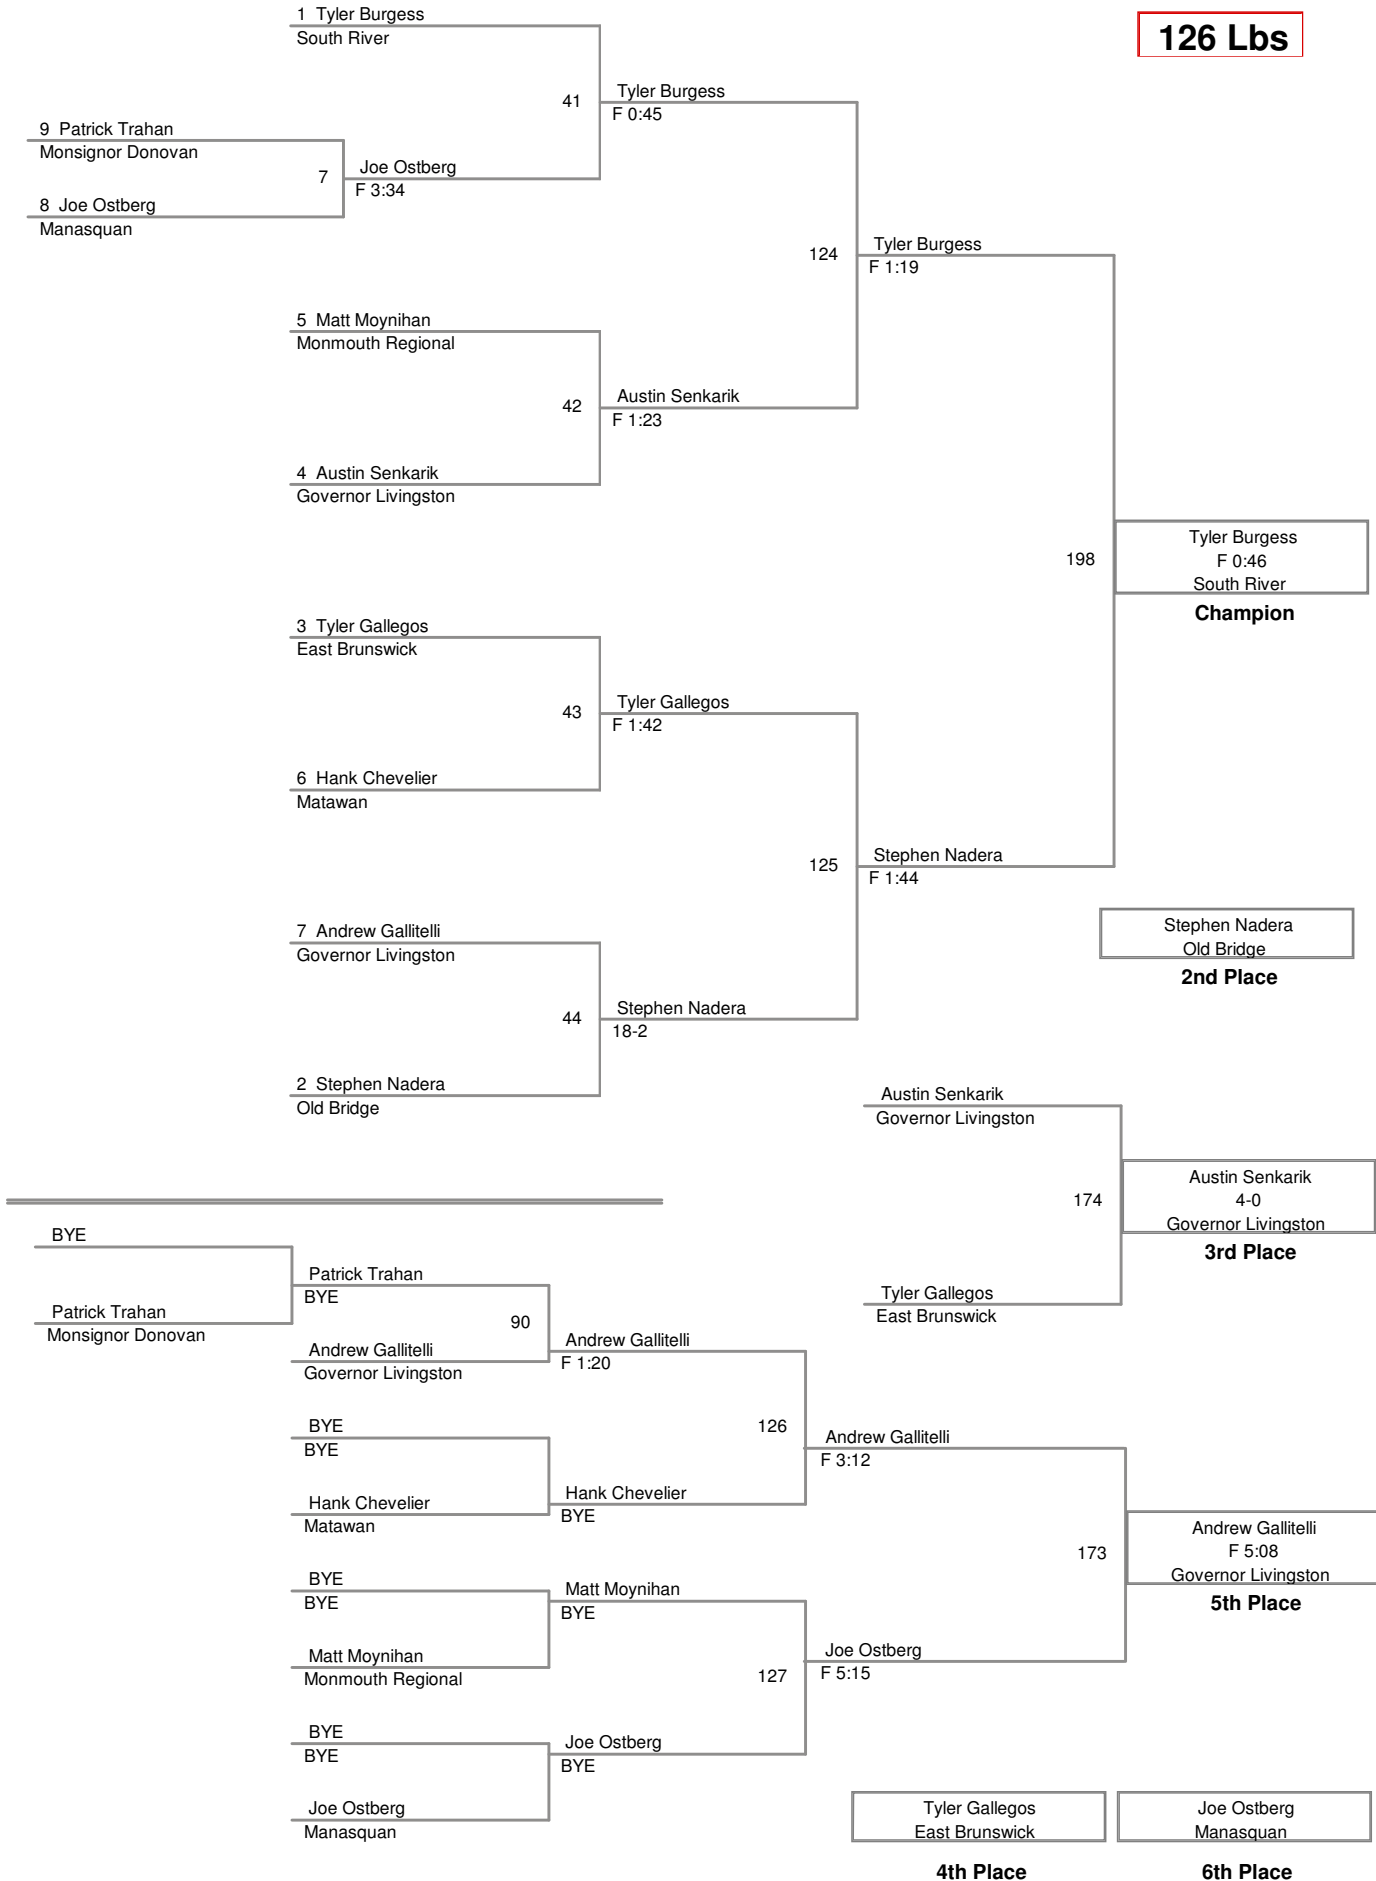 126 Lbs
1 Tyler Burgess
South River
41
Tyler Burgess
F 0:45
9 Patrick Trahan
Monsignor Donovan
7
Joe Ostberg
F 3:34
8 Joe Ostberg
Manasquan
124
Tyler Burgess
F 1:19
5 Matt Moynihan
Monmouth Regional
42
Austin Senkarik
F 1:23
4 Austin Senkarik
Governor Livingston
198
Tyler Burgess
F 0:46
South River
Champion
3 Tyler Gallegos
East Brunswick
43
Tyler Gallegos
F 1:42
6 Hank Chevelier
Matawan
125
Stephen Nadera
F 1:44
7 Andrew Gallitelli
Governor Livingston
Stephen Nadera
Old Bridge
2nd Place
44
Stephen Nadera
18-2
2 Stephen Nadera
Old Bridge
Austin Senkarik
Governor Livingston
174
Austin Senkarik
4-0
Governor Livingston
3rd Place
Tyler Gallegos
East Brunswick
BYE
Patrick Trahan
BYE
Patrick Trahan
Monsignor Donovan
90
Andrew Gallitelli
Governor Livingston
Andrew Gallitelli
F 1:20
BYE
BYE
126
Andrew Gallitelli
F 3:12
Hank Chevelier
Matawan
Hank Chevelier
BYE
173
Andrew Gallitelli
F 5:08
Governor Livingston
5th Place
BYE
BYE
Matt Moynihan
BYE
Matt Moynihan
Monmouth Regional
127
Joe Ostberg
F 5:15
BYE
BYE
Joe Ostberg
BYE
Joe Ostberg
Manasquan
Tyler Gallegos
East Brunswick
4th Place
Joe Ostberg
Manasquan
6th Place